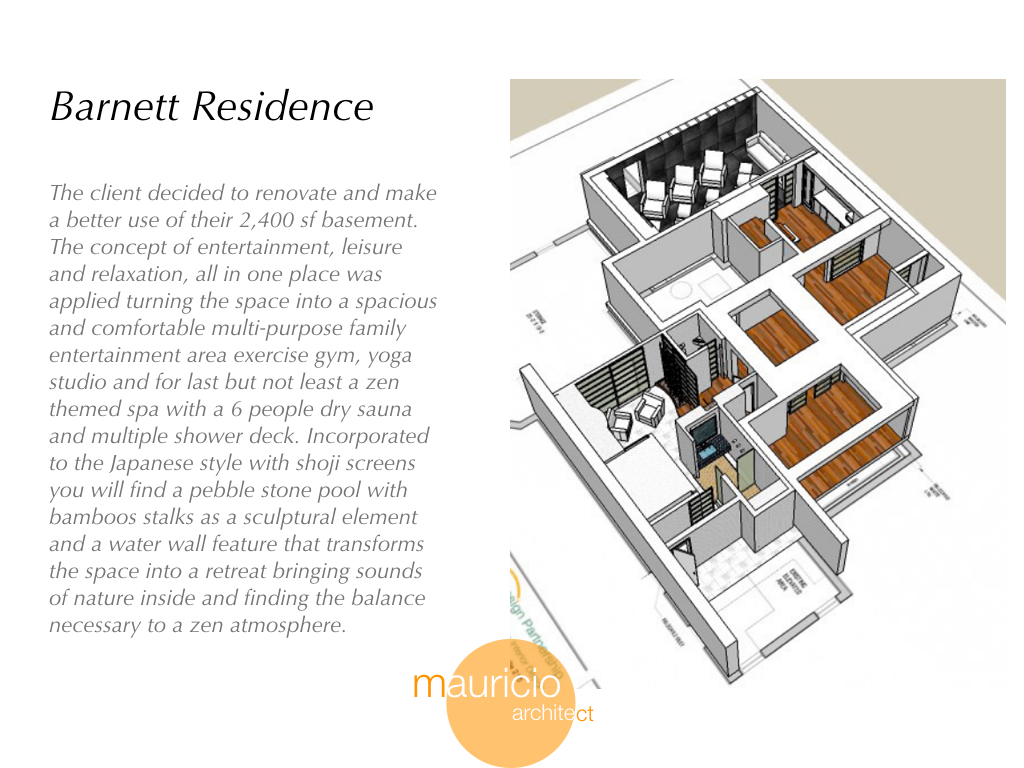 Barnett Residence
The client decided to renovate and make
a better use of their 2,400 sf basement.
The concept of entertainment, leisure
and relaxation, all in one place was
applied turning the space into a spacious
and comfortable multi-purpose family
entertainment area exercise gym, yoga
studio and for last but not least a zen
themed spa with a 6 people dry sauna
and multiple shower deck. Incorporated
to the Japanese style with shoji screens
you will find a pebble stone pool with
bamboos stalks as a sculptural element
and a water wall feature that transforms
the space into a retreat bringing sounds
of nature inside and finding the balance
necessary to a zen atmosphere.
EXISTING
ELEVATED
AREA
Partnership
mauricio
architect